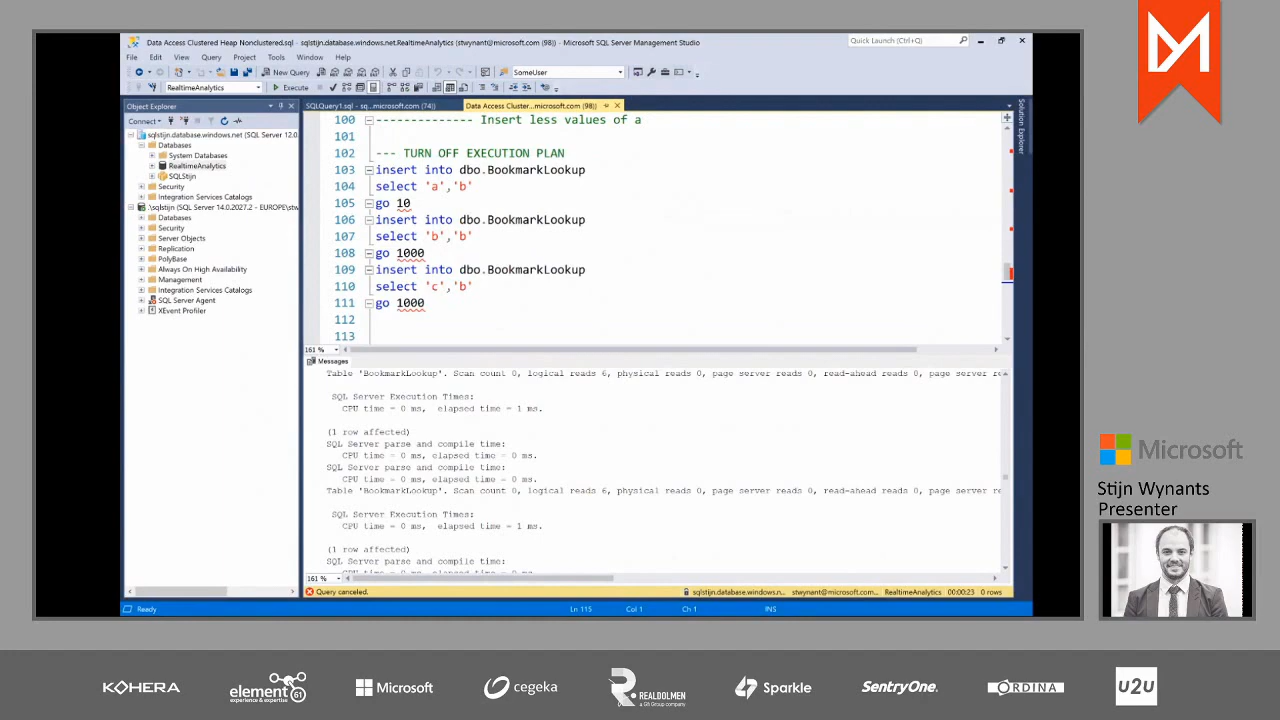 Data Access Clustered Heap Nonclustered.sql - sqlstijn.database.windows.net.RealtimeAnalytics (stwynant@microsoft.com (98)) - Microsoft SQL Server Management Studio
Quick Launch (Ctrl+Q)
File Edit View Query Project Tools Window Help
New Query SomeUser
RealtimeAnalytics Execute
Object Explorer
SQLQuery1.sql - sq...microsoft.com (74))
Data Access Cluster...microsoft.com (98))
Solution Explorer
Connect
sqlstijn.database.windows.net (SQL Server 12.0
Databases
System Databases
RealtimeAnalytics
SQLStijn
Security
Integration Services Catalogs
.\sqlstijn (SQL Server 14.0.2027.2 - EUROPE\stw
Databases
Security
Server Objects
Replication
PolyBase
Always On High Availability
Management
Integration Services Catalogs
SQL Server Agent
XEvent Profiler
100 -------------- Insert less values of a
101
102 --- TURN OFF EXECUTION PLAN
103 insert into dbo.BookmarkLookup
104 select 'a','b'
105 go 10
106 insert into dbo.BookmarkLookup
107 select 'b','b'
108 go 1000
109 insert into dbo.BookmarkLookup
110 select 'c','b'
111 go 1000
112
113
161 %
Messages
Table 'BookmarkLookup'. Scan count 0, logical reads 6, physical reads 0, page server reads 0, read-ahead reads 0, page server re
SQL Server Execution Times:
CPU time = 0 ms, elapsed time = 1 ms.
(1 row affected)
SQL Server parse and compile time:
CPU time = 0 ms, elapsed time = 0 ms.
SQL Server parse and compile time:
CPU time = 0 ms, elapsed time = 0 ms.
Table 'BookmarkLookup'. Scan count 0, logical reads 6, physical reads 0, page server reads 0, read-ahead reads 0, page server re
SQL Server Execution Times:
CPU time = 0 ms, elapsed time = 1 ms.
(1 row affected)
SQL Server parse and compile time:
161 %
Query canceled. sqlstijn.database.windows.n... stwynant@microsoft.com... RealtimeAnalytics 00:00:23 0 rows
Ready Ln 115 Col 1 Ch 1 INS
Microsoft
Stijn Wynants
Presenter
KOHERA
element 61
experience & expertise
Microsoft
cegeka
REALDOLMEN
a Gfi Group company
Sparkle
SentryOne.
ORDINA
U2U